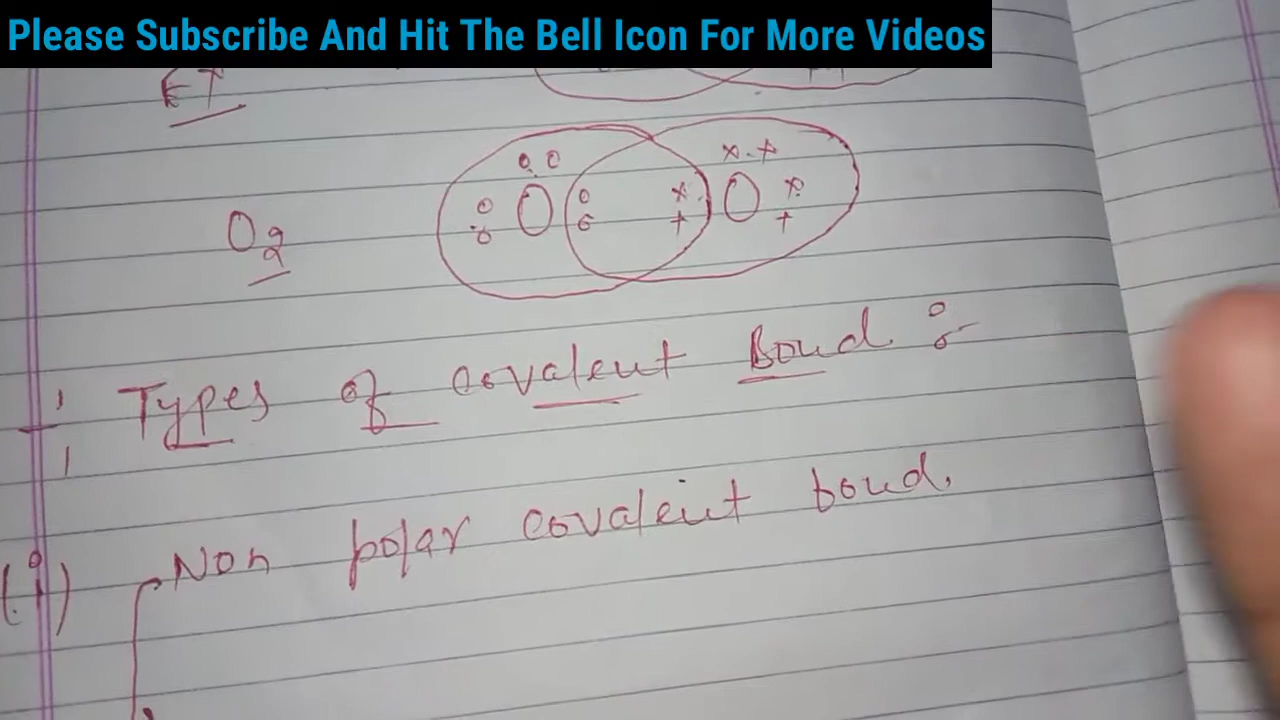 Please Subscribe And Hit The Bell Icon For More Videos
EX
O O
O2
Types of covalent Bond :-
(i) Non polar covalent bond.